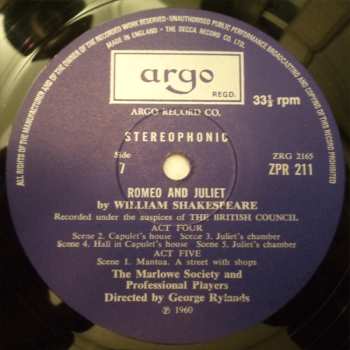 ALL RIGHTS OF THE MANUFACTURER AND OF THE OWNER OF THE RECORDED WORK RESERVED·UNAUTHORISED PUBLIC PERFORMANCE BROADCASTING AND COPYING OF THIS RECORD PROHIBITED
MADE IN ENGLAND · THE DECCA RECORD CO. LTD.
argo
REGD.
33⅓ rpm
ARGO RECORD CO.
STEREOPHONIC
Side
7
ZRG 2165
ZPR 211
ROMEO AND JULIET
by WILLIAM SHAKESPEARE
Recorded under the auspices of THE BRITISH COUNCIL
ACT FOUR
Scene 2. Capulet's house Scene 3. Juliet's chamber
Scene 4. Hall in Capulet's house Scene 5. Juliet's chamber
ACT FIVE
Scene 1. Mantua. A street with shops
The Marlowe Society and
Professional Players
Directed by George Rylands
℗ 1960